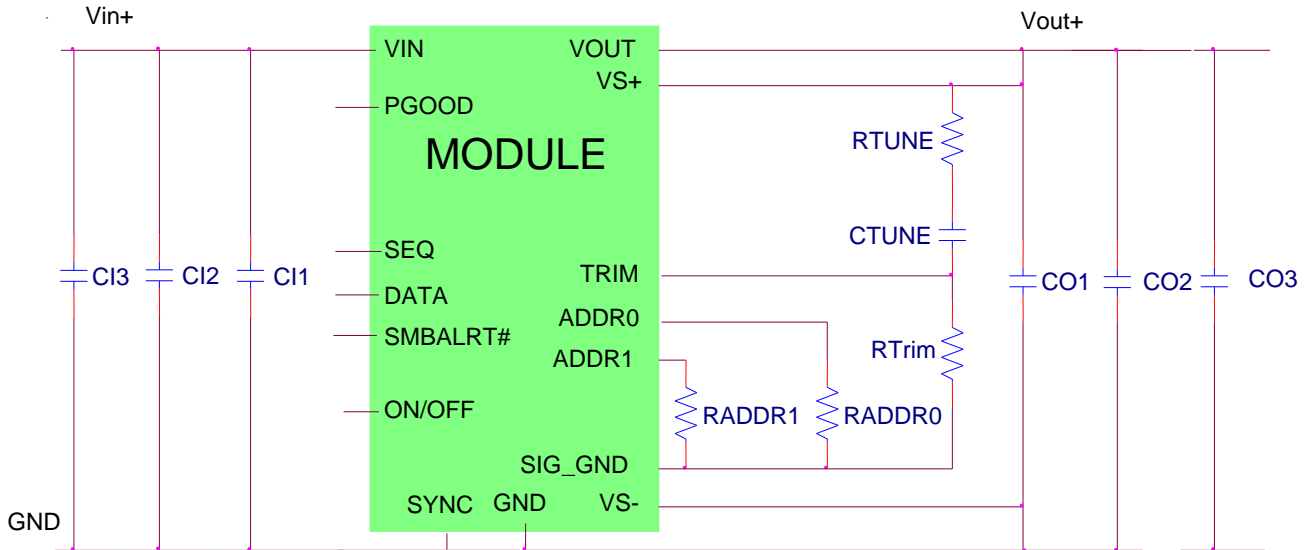 Vin+
Vout+
VIN
VOUT
VS+
PGOOD
MODULE
RTUNE
CTUNE
SEQ
TRIM
CI3
CI2
CI1
CO1
CO2
CO3
DATA
ADDR0
SMBALRT#
ADDR1
RTrim
ON/OFF
RADDR1
RADDR0
SIG_GND
SYNC
GND
VS-
GND